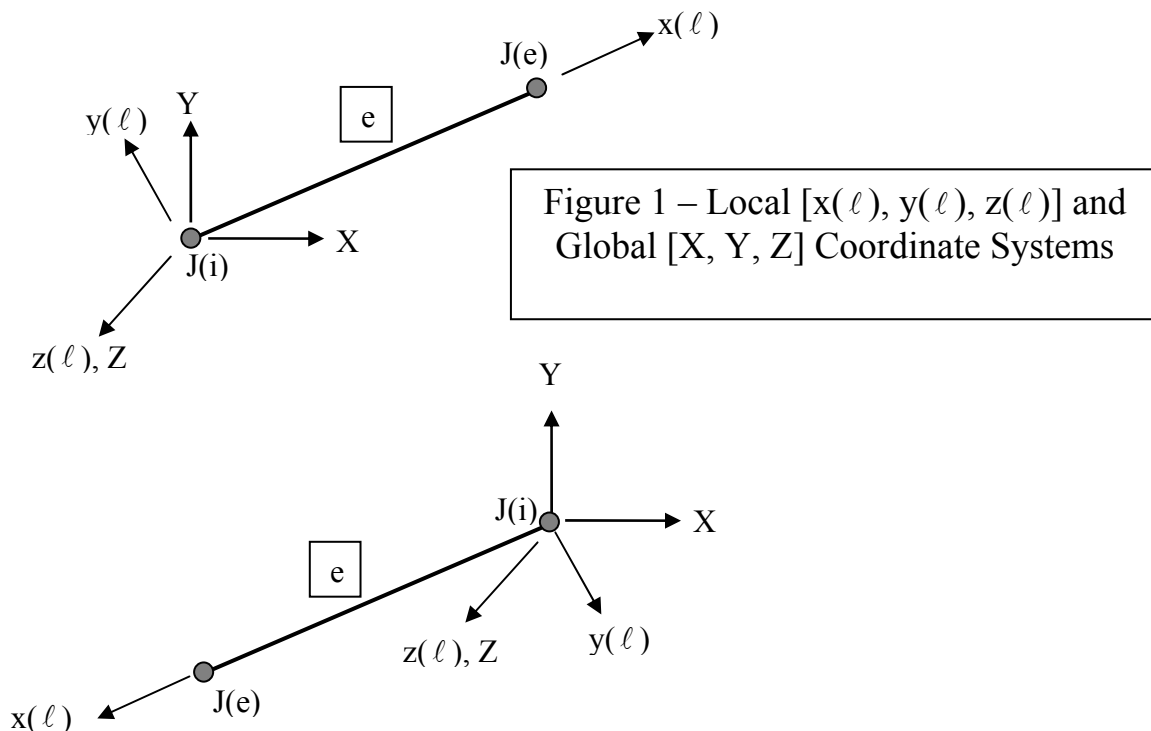 x(ℓ)
J(e)
Y
y(ℓ)
e
X
J(i)
z(ℓ), Z
Figure 1 – Local [x(ℓ), y(ℓ), z(ℓ)] and
Global [X, Y, Z] Coordinate Systems
Y
J(i)
X
e
z(ℓ), Z
y(ℓ)
J(e)
x(ℓ)